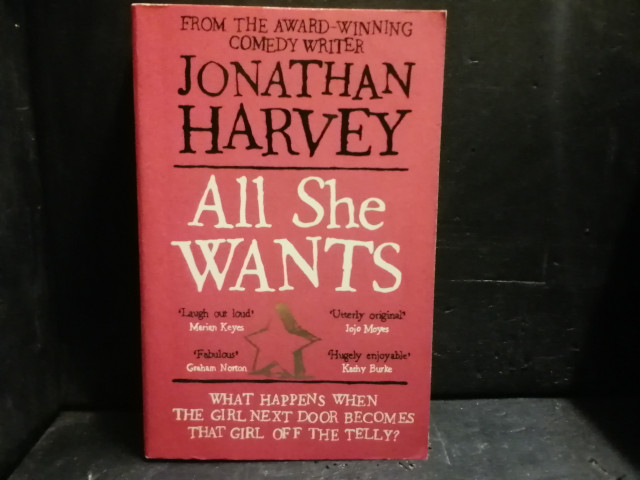 FROM THE AWARD-WINNING
COMEDY WRITER
JONATHAN
HARVEY
All She
WANTS
'Laugh out loud'
Marian Keyes
'Utterly original'
Jojo Moyes
'Fabulous'
Graham Norton
'Hugely enjoyable'
Kathy Burke
WHAT HAPPENS WHEN
THE GIRL NEXT DOOR BECOMES
THAT GIRL OFF THE TELLY?